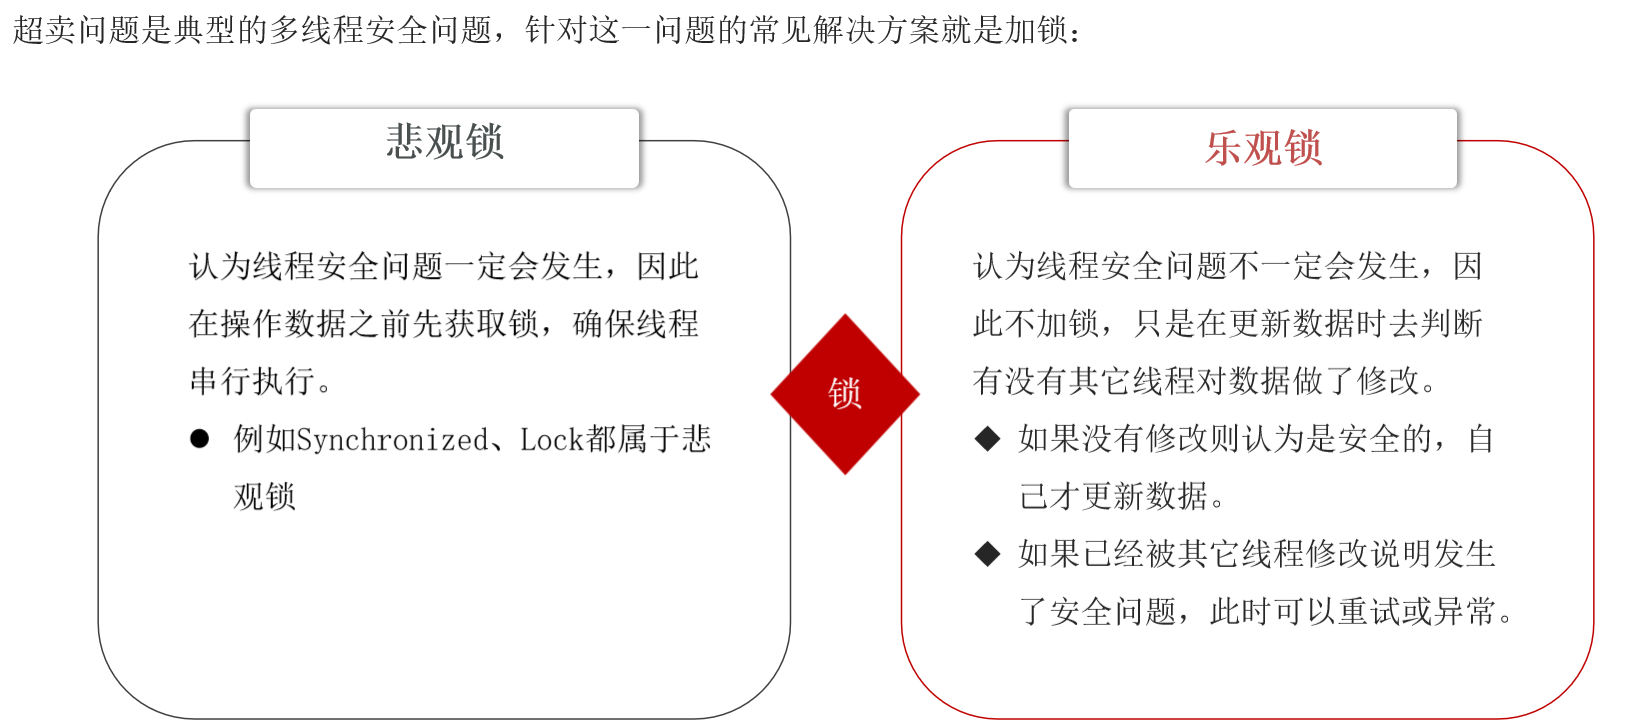 超卖问题是典型的多线程安全问题，针对这一问题的常见解决方案就是加锁：
悲观锁
认为线程安全问题一定会发生，因此
在操作数据之前先获取锁，确保线程
串行执行。
● 例如Synchronized、Lock都属于悲
观锁
锁
乐观锁
认为线程安全问题不一定会发生，因
此不加锁，只是在更新数据时去判断
有没有其它线程对数据做了修改。
◆ 如果没有修改则认为是安全的，自
己才更新数据。
◆ 如果已经被其它线程修改说明发生
了安全问题，此时可以重试或异常。